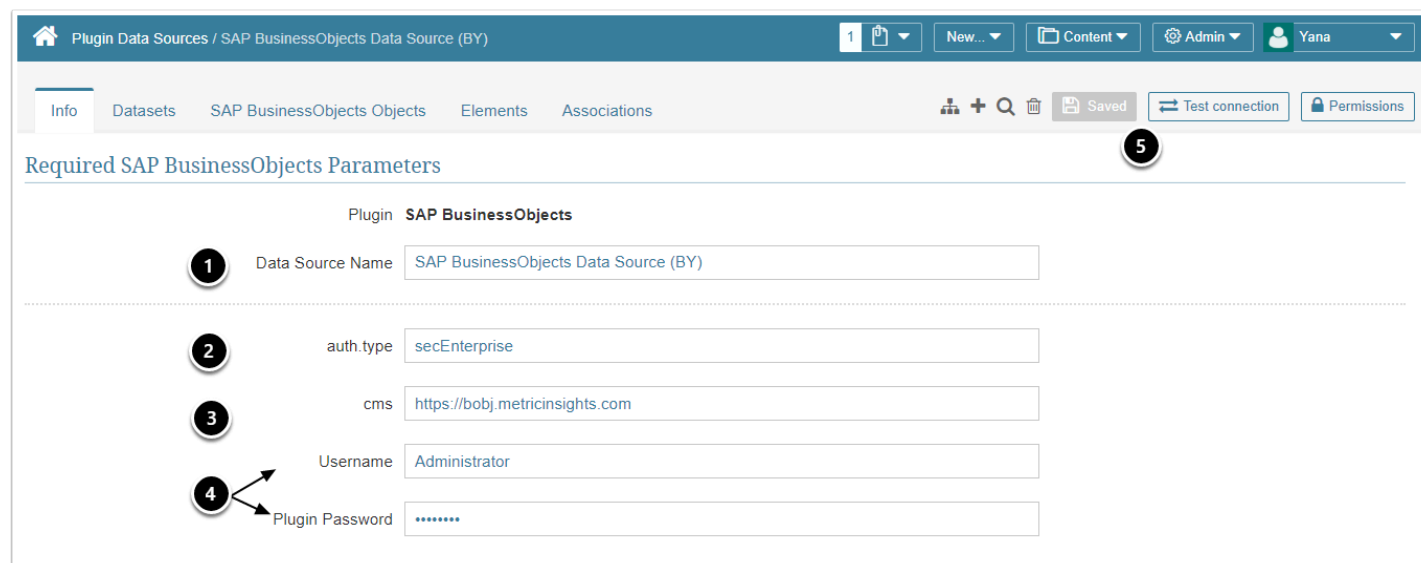 Plugin Data Sources / SAP BusinessObjects Data Source (BY) 1 New... Content Admin Yana
Info Datasets SAP BusinessObjects Objects Elements Associations Saved Test connection Permissions
5
Required SAP BusinessObjects Parameters
Plugin SAP BusinessObjects
1 Data Source Name SAP BusinessObjects Data Source (BY)
2 auth.type secEnterprise
3 cms https://bobj.metricinsights.com
Username Administrator
4
Plugin Password ••••••••